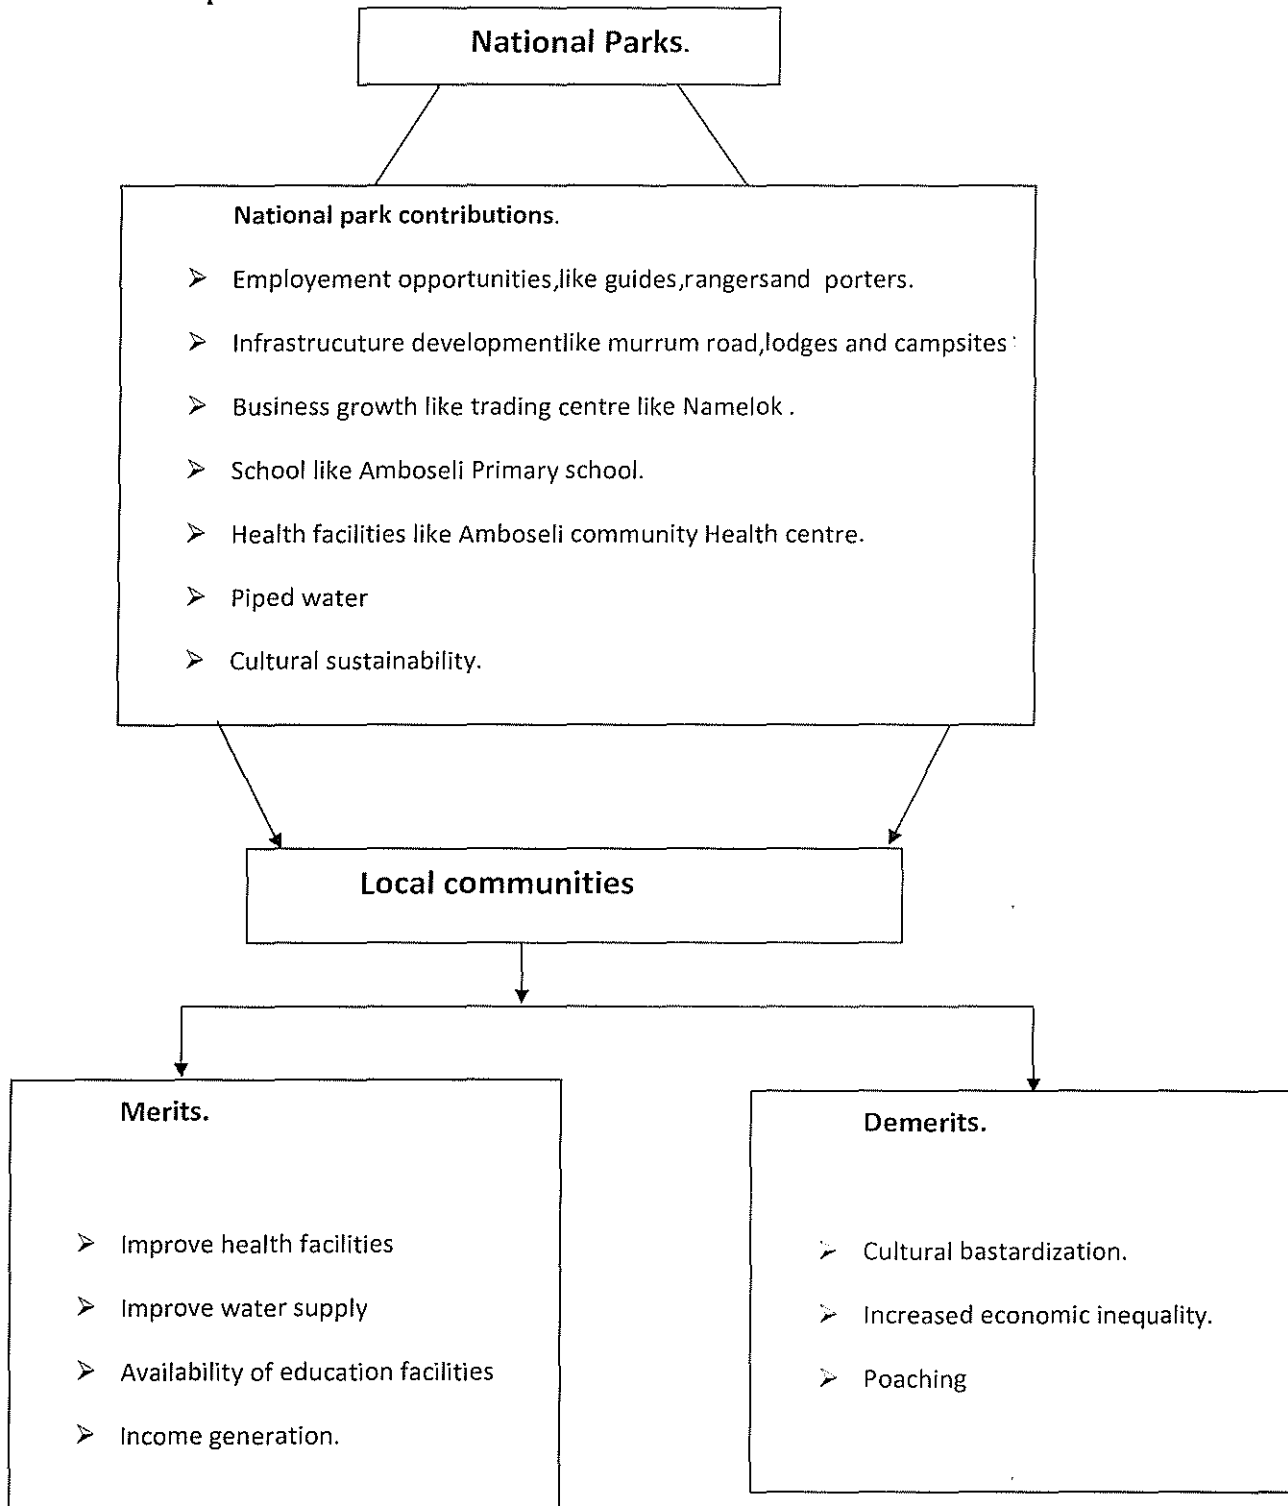 National Parks.
National park contributions.
➢ Employement opportunities,like guides,rangersand porters.
➢ Infrastrucuture developmentlike murrum road,lodges and campsites
➢ Business growth like trading centre like Namelok .
➢ School like Amboseli Primary school.
➢ Health facilities like Amboseli community Health centre.
➢ Piped water
➢ Cultural sustainability.
Local communities
Merits.
➢ Improve health facilities
➢ Improve water supply
➢ Availability of education facilities
➢ Income generation.
Demerits.
➢ Cultural bastardization.
➢ Increased economic inequality.
➢ Poaching